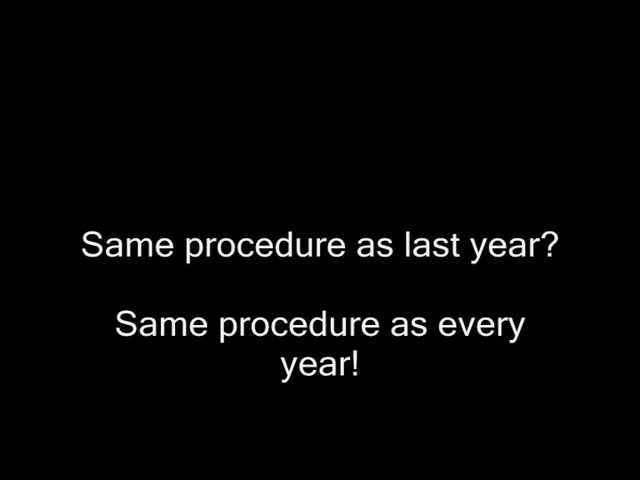 Same procedure as last year?
Same procedure as every
year!